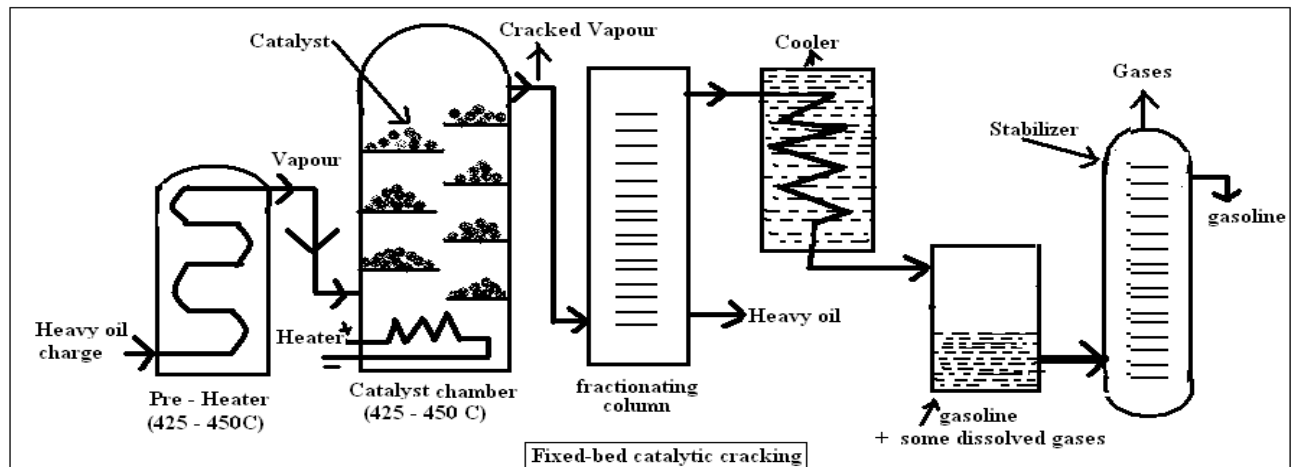 Catalyst
Cracked Vapour
Cooler
Gases
Stabilizer
Vapour
gasoline
Heavy oil
charge
Heater
+
Heavy oil
Pre - Heater
(425 - 450C)
Catalyst chamber
(425 - 450 C)
fractionating
column
gasoline
+ some dissolved gases
Fixed-bed catalytic cracking